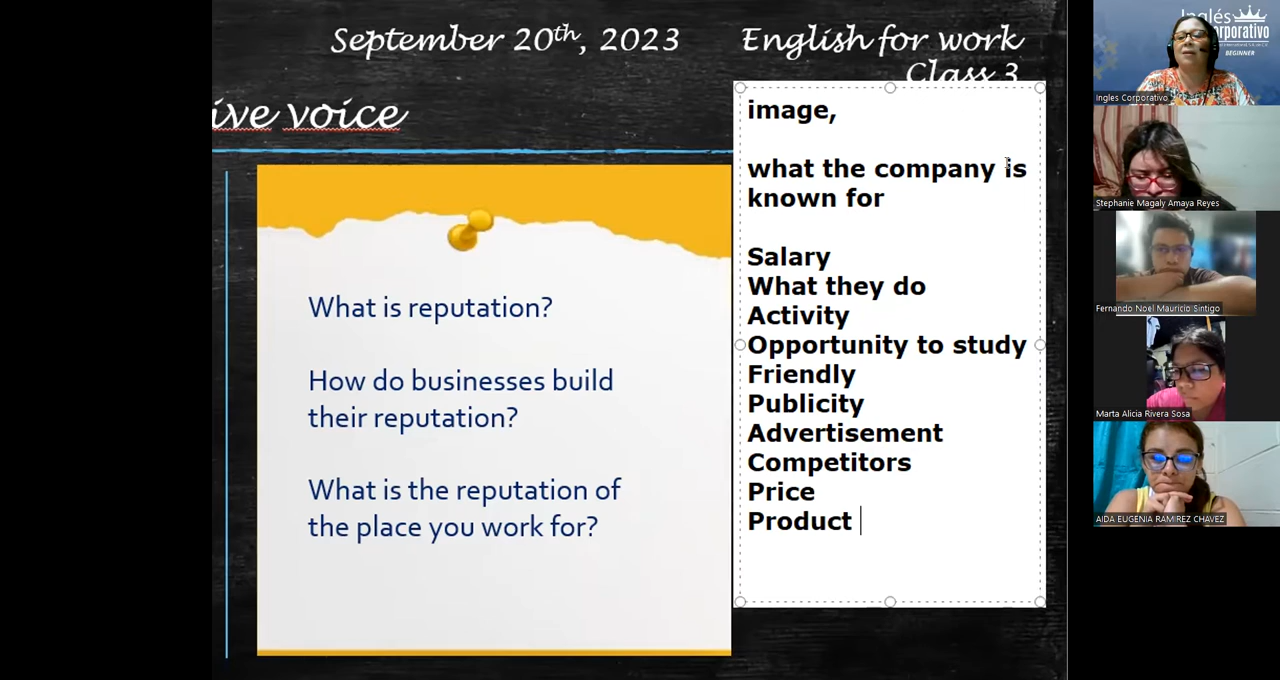 September 20th, 2023
English for work
Class 3
ive voice
What is reputation?
How do businesses build
their reputation?
What is the reputation of
the place you work for?
image,
what the company is
known for
Salary
What they do
Activity
Opportunity to study
Friendly
Publicity
Advertisement
Competitors
Price
Product
Inglés
orporativo
BEGINNER
Ingles Corporativo
Stephanie Magaly Amaya Reyes
Fernando Noel Mauricio Sintigo
Marta Alicia Rivera Sosa
AIDA EUGENIA RAMIREZ CHAVEZ